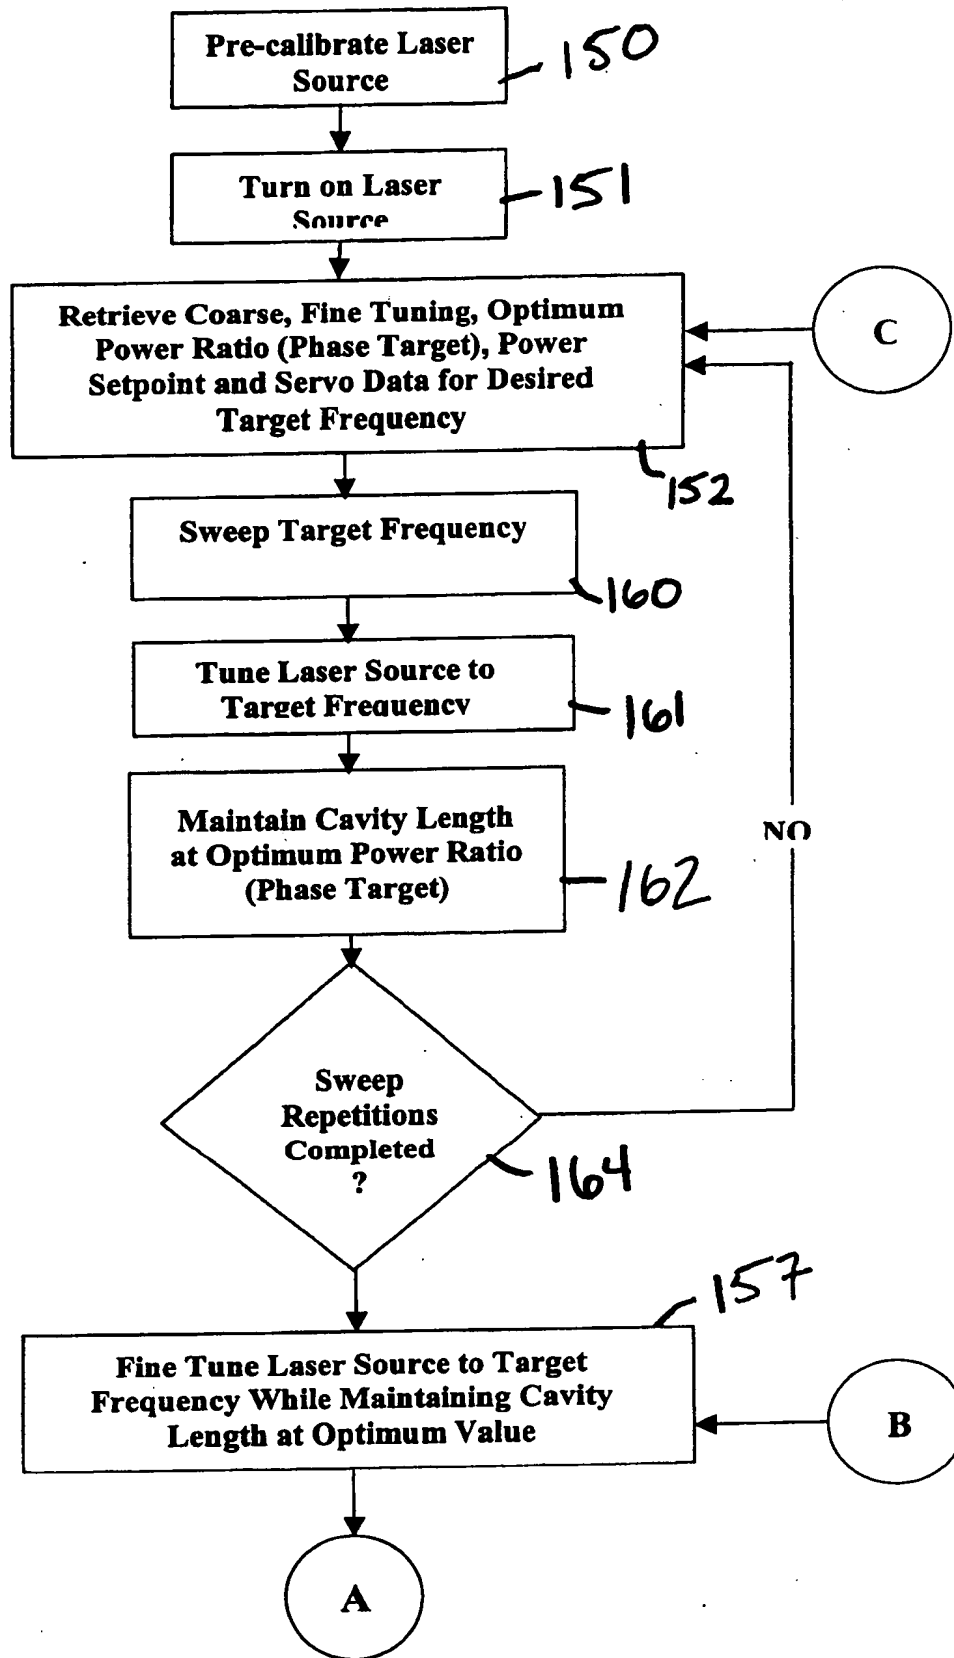 Pre-calibrate Laser
Source
150
Turn on Laser
Source
151
Retrieve Coarse, Fine Tuning, Optimum
Power Ratio (Phase Target), Power
Setpoint and Servo Data for Desired
Target Frequency
C
152
Sweep Target Frequency
160
Tune Laser Source to
Target Frequency
161
Maintain Cavity Length
at Optimum Power Ratio
(Phase Target)
162
NO
Sweep
Repetitions
Completed
?
164
157
Fine Tune Laser Source to Target
Frequency While Maintaining Cavity
Length at Optimum Value
B
A